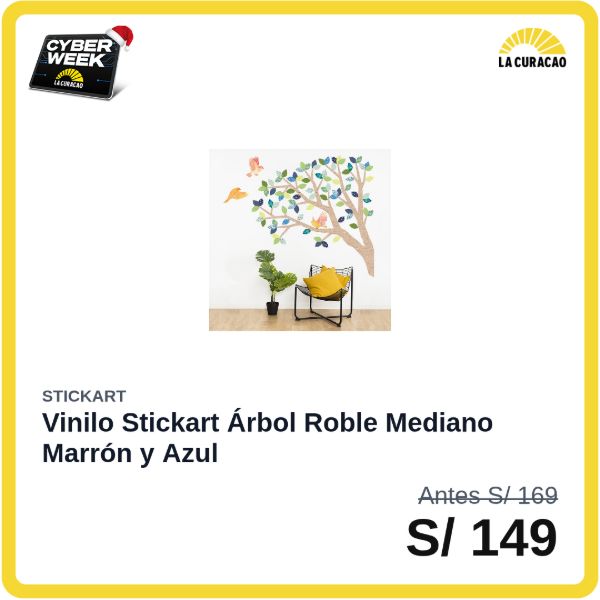 CYBER
WEEK
LA CURACAO
LA CURACAO
STICKART
Vinilo Stickart Árbol Roble Mediano
Marrón y Azul
Antes S/ 169
S/ 149